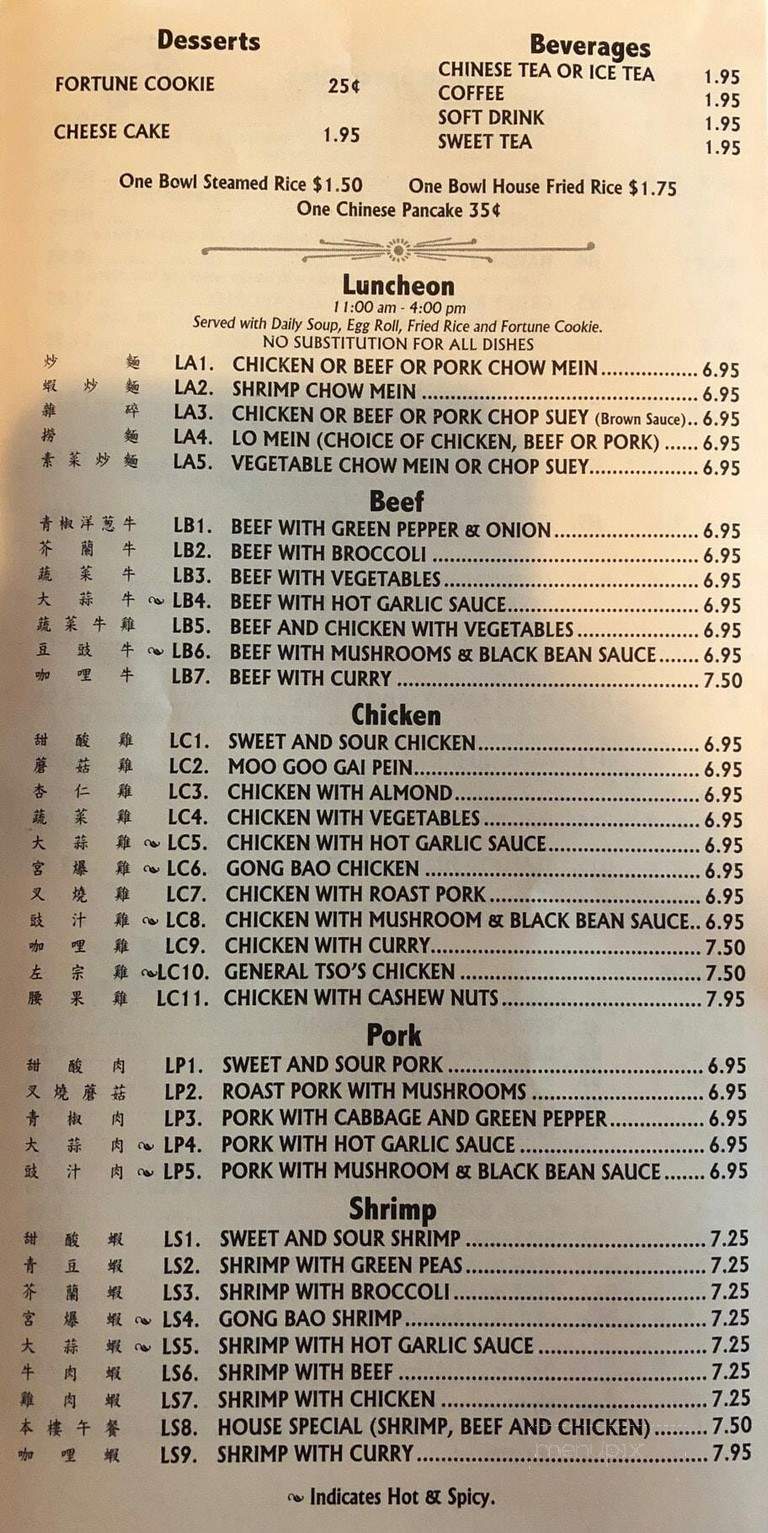 Desserts
FORTUNE COOKIE 25¢
CHEESE CAKE 1.95
Beverages
CHINESE TEA OR ICE TEA 1.95
COFFEE 1.95
SOFT DRINK 1.95
SWEET TEA 1.95
One Bowl Steamed Rice $1.50 One Bowl House Fried Rice $1.75
One Chinese Pancake 35¢
Luncheon
11:00 am - 4:00 pm
Served with Daily Soup, Egg Roll, Fried Rice and Fortune Cookie.
NO SUBSTITUTION FOR ALL DISHES
炒麵 LA1. CHICKEN OR BEEF OR PORK CHOW MEIN................ 6.95
蝦炒麵 LA2. SHRIMP CHOW MEIN ............................................. 6.95
雜碎 LA3. CHICKEN OR BEEF OR PORK CHOP SUEY (Brown Sauce).. 6.95
撈麵 LA4. LO MEIN (CHOICE OF CHICKEN, BEEF OR PORK) ...... 6.95
素菜炒麵 LA5. VEGETABLE CHOW MEIN OR CHOP SUEY................... 6.95
Beef
青椒洋葱牛 LB1. BEEF WITH GREEN PEPPER & ONION......................... 6.95
芥蘭牛 LB2. BEEF WITH BROCCOLI ............................................ 6.95
蔬菜牛 LB3. BEEF WITH VEGETABLES.......................................... 6.95
大蒜牛 LB4. BEEF WITH HOT GARLIC SAUCE................................ 6.95
蔬菜牛雞 LB5. BEEF AND CHICKEN WITH VEGETABLES .................... 6.95
豆豉牛 LB6. BEEF WITH MUSHROOMS & BLACK BEAN SAUCE....... 6.95
咖哩牛 LB7. BEEF WITH CURRY .................................................. 7.50
Chicken
甜酸雞 LC1. SWEET AND SOUR CHICKEN..................................... 6.95
蘑菇雞 LC2. MOO GOO GAI PEIN............................................... 6.95
杏仁雞 LC3. CHICKEN WITH ALMOND......................................... 6.95
蔬菜雞 LC4. CHICKEN WITH VEGETABLES .................................... 6.95
大蒜雞 LC5. CHICKEN WITH HOT GARLIC SAUCE.......................... 6.95
宮爆雞 LC6. GONG BAO CHICKEN ............................................. 6.95
叉燒雞 LC7. CHICKEN WITH ROAST PORK ................................... 6.95
豉汁雞 LC8. CHICKEN WITH MUSHROOM & BLACK BEAN SAUCE.. 6.95
咖哩雞 LC9. CHICKEN WITH CURRY............................................. 7.50
左宗雞 LC10. GENERAL TSO'S CHICKEN ........................................ 7.50
腰果雞 LC11. CHICKEN WITH CASHEW NUTS ................................. 7.95
Pork
甜酸肉 LP1. SWEET AND SOUR PORK .......................................... 6.95
叉燒蘑菇 LP2. ROAST PORK WITH MUSHROOMS ............................. 6.95
青椒肉 LP3. PORK WITH CABBAGE AND GREEN PEPPER................ 6.95
大蒜肉 LP4. PORK WITH HOT GARLIC SAUCE ............................... 6.95
豉汁肉 LP5. PORK WITH MUSHROOM & BLACK BEAN SAUCE....... 6.95
Shrimp
甜酸蝦 LS1. SWEET AND SOUR SHRIMP ........................................ 7.25
青豆蝦 LS2. SHRIMP WITH GREEN PEAS........................................ 7.25
芥蘭蝦 LS3. SHRIMP WITH BROCCOLI.......................................... 7.25
宮爆蝦 LS4. GONG BAO SHRIMP................................................. 7.25
大蒜蝦 LS5. SHRIMP WITH HOT GARLIC SAUCE ............................ 7.25
牛肉蝦 LS6. SHRIMP WITH BEEF .................................................. 7.25
雞肉蝦 LS7. SHRIMP WITH CHICKEN ............................................ 7.25
本樓午餐 LS8. HOUSE SPECIAL (SHRIMP, BEEF AND CHICKEN) ......... 7.50
咖哩蝦 LS9. SHRIMP WITH CURRY................................................ 7.95
menupix
Indicates Hot & Spicy.